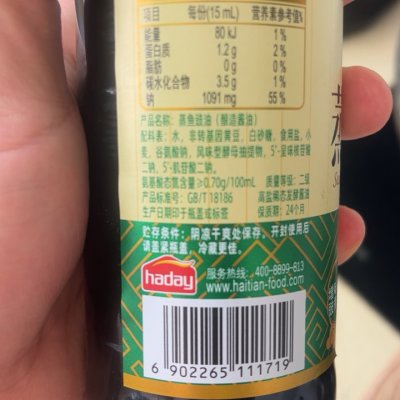 项目 每份(15 mL) 营养素参考值%
能量 80 kJ 1%
蛋白质 1.2 g 2%
脂肪 0 g 0%
碳水化合物 3.5 g 1%
钠 1091 mg 55%
产品名称：蒸鱼豉油（酿造酱油）
配料表：水，非转基因黄豆，白砂糖，食用盐，小
麦，谷氨酸钠，风味型酵母抽提物，5'-呈味核苷酸
二钠，5'-肌苷酸二钠。
氨基酸态氮含量≥0.70g/100mL 质量等级：二级
产品标准号：GB/T 18186 高盐稀态发酵酱油
生产日期印于瓶盖或标签 保质期：24个月
贮存条件：阴凉干爽处保存。开封使用后
请盖紧瓶盖，冷藏更佳。
haday
服务热线：400-8899-813
www.haitian-food.com
6 902265 111719
蒸